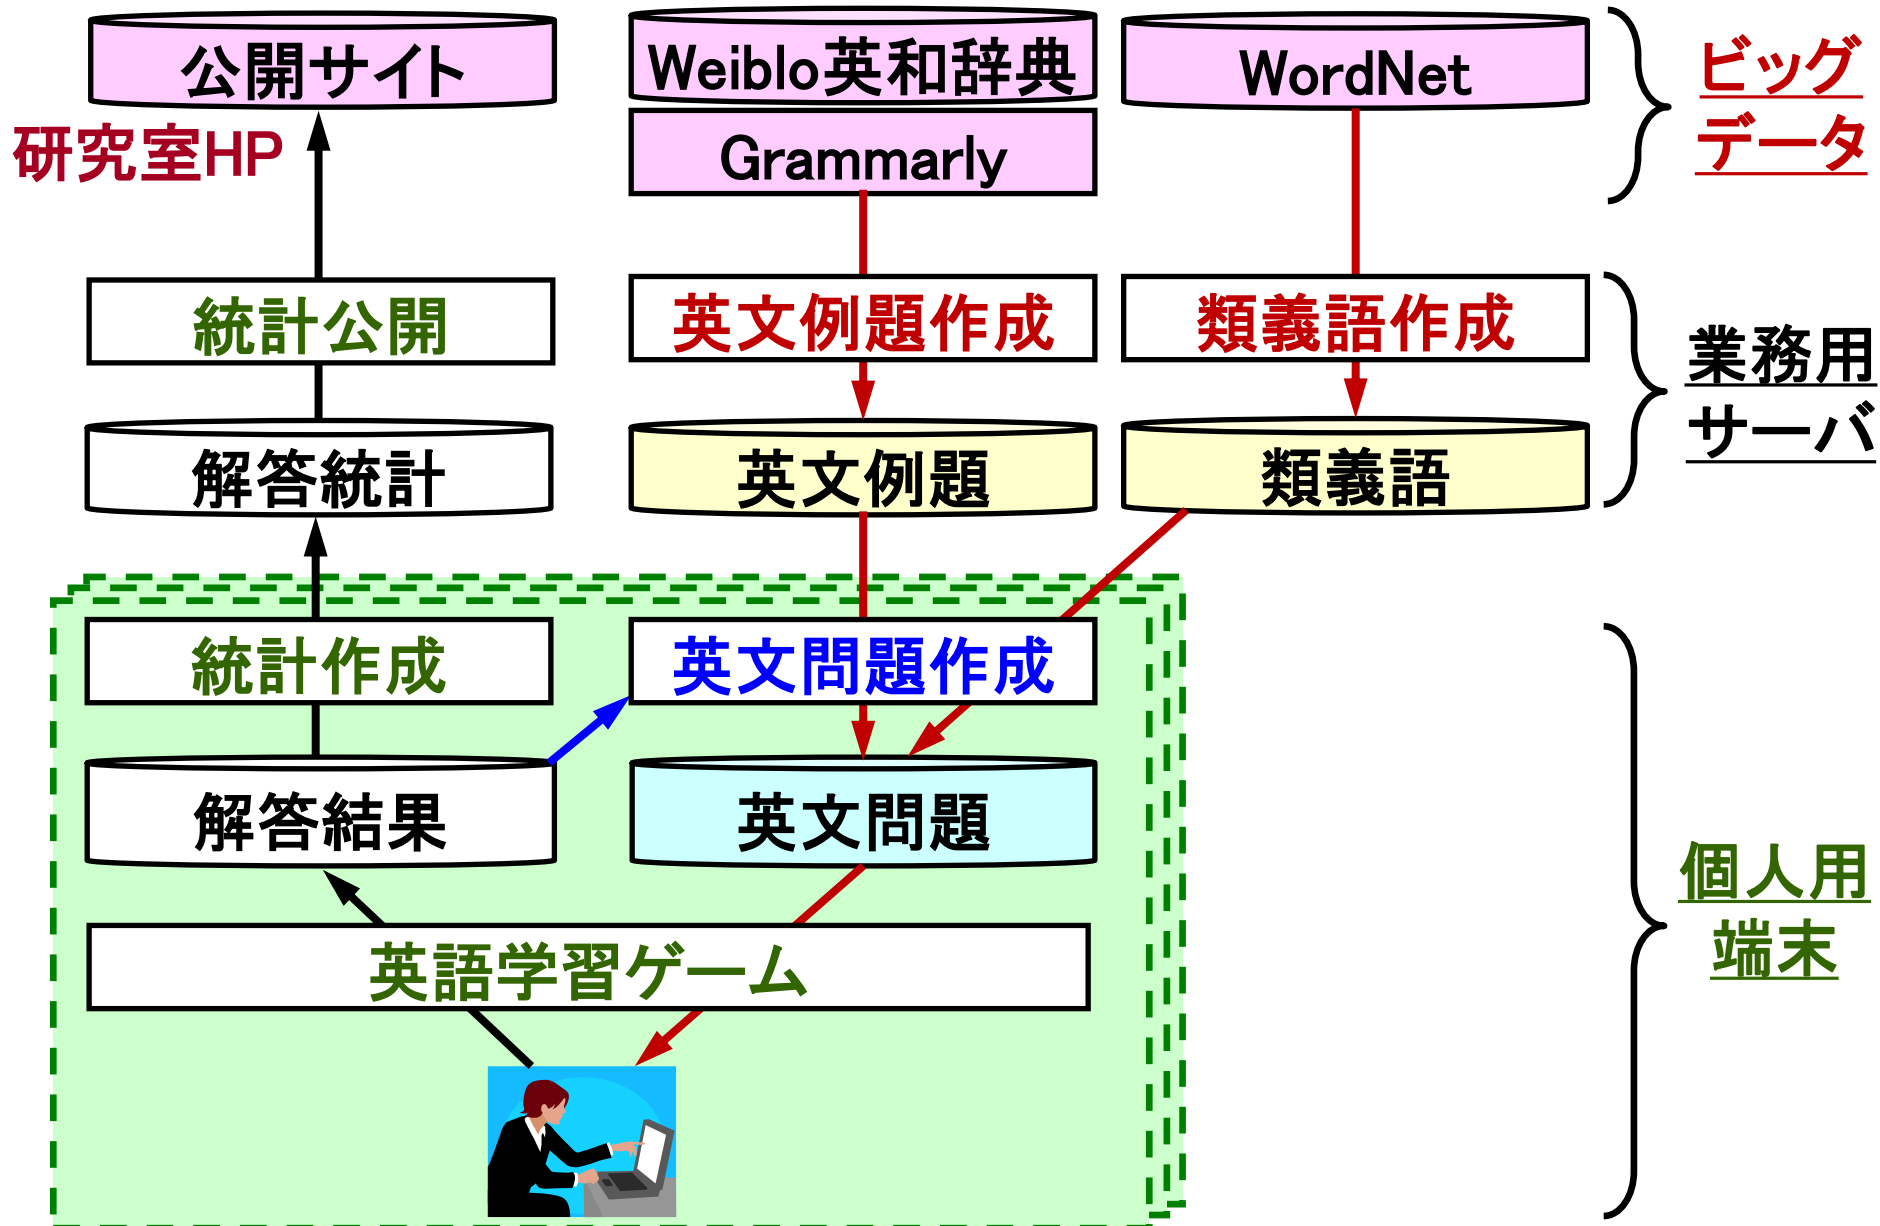 公開サイト
Weiblo英和辞典
WordNet
ビッグ
データ
研究室HP
Grammarly
統計公開
英文例題作成
類義語作成
業務用
サーバ
解答統計
英文例題
類義語
統計作成
英文問題作成
解答結果
英文問題
個人用
端末
英語学習ゲーム